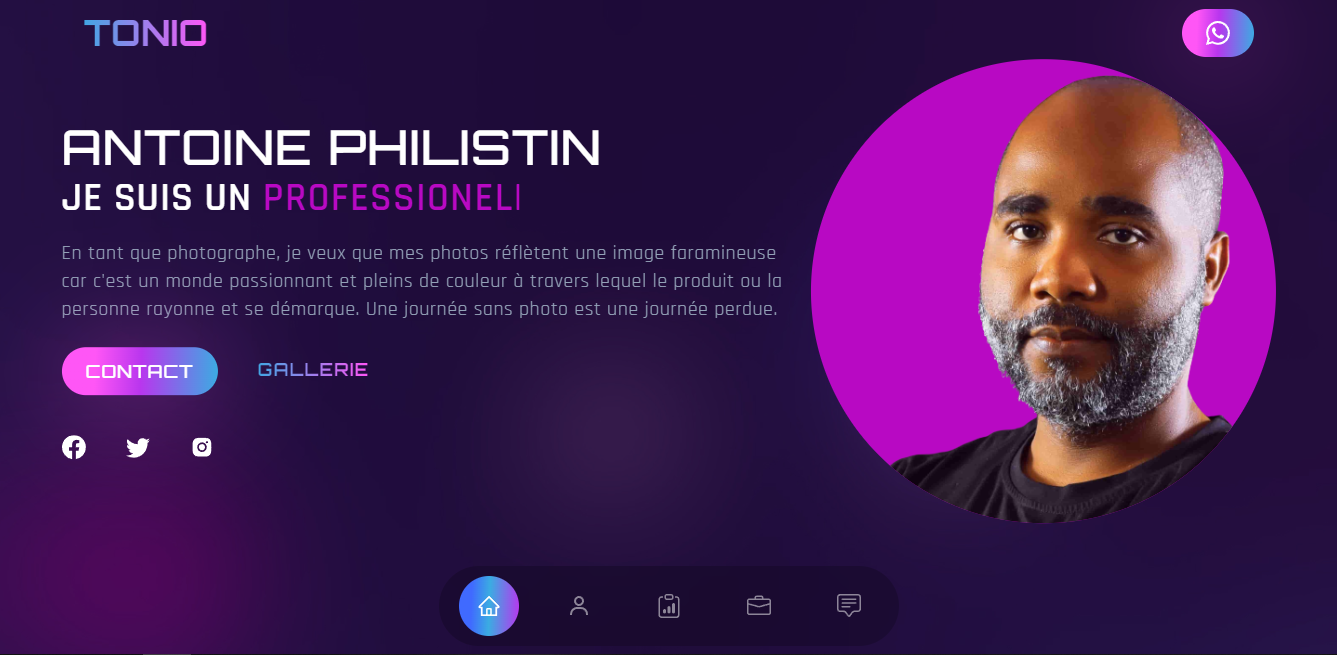 TONIO
ANTOINE PHILISTIN
JE SUIS UN PROFESSIONEL|
En tant que photographe, je veux que mes photos réflètent une image faramineuse
car c'est un monde passionnant et pleins de couleur à travers lequel le produit ou la
personne rayonne et se démarque. Une journée sans photo est une journée perdue.
CONTACT
GALLERIE